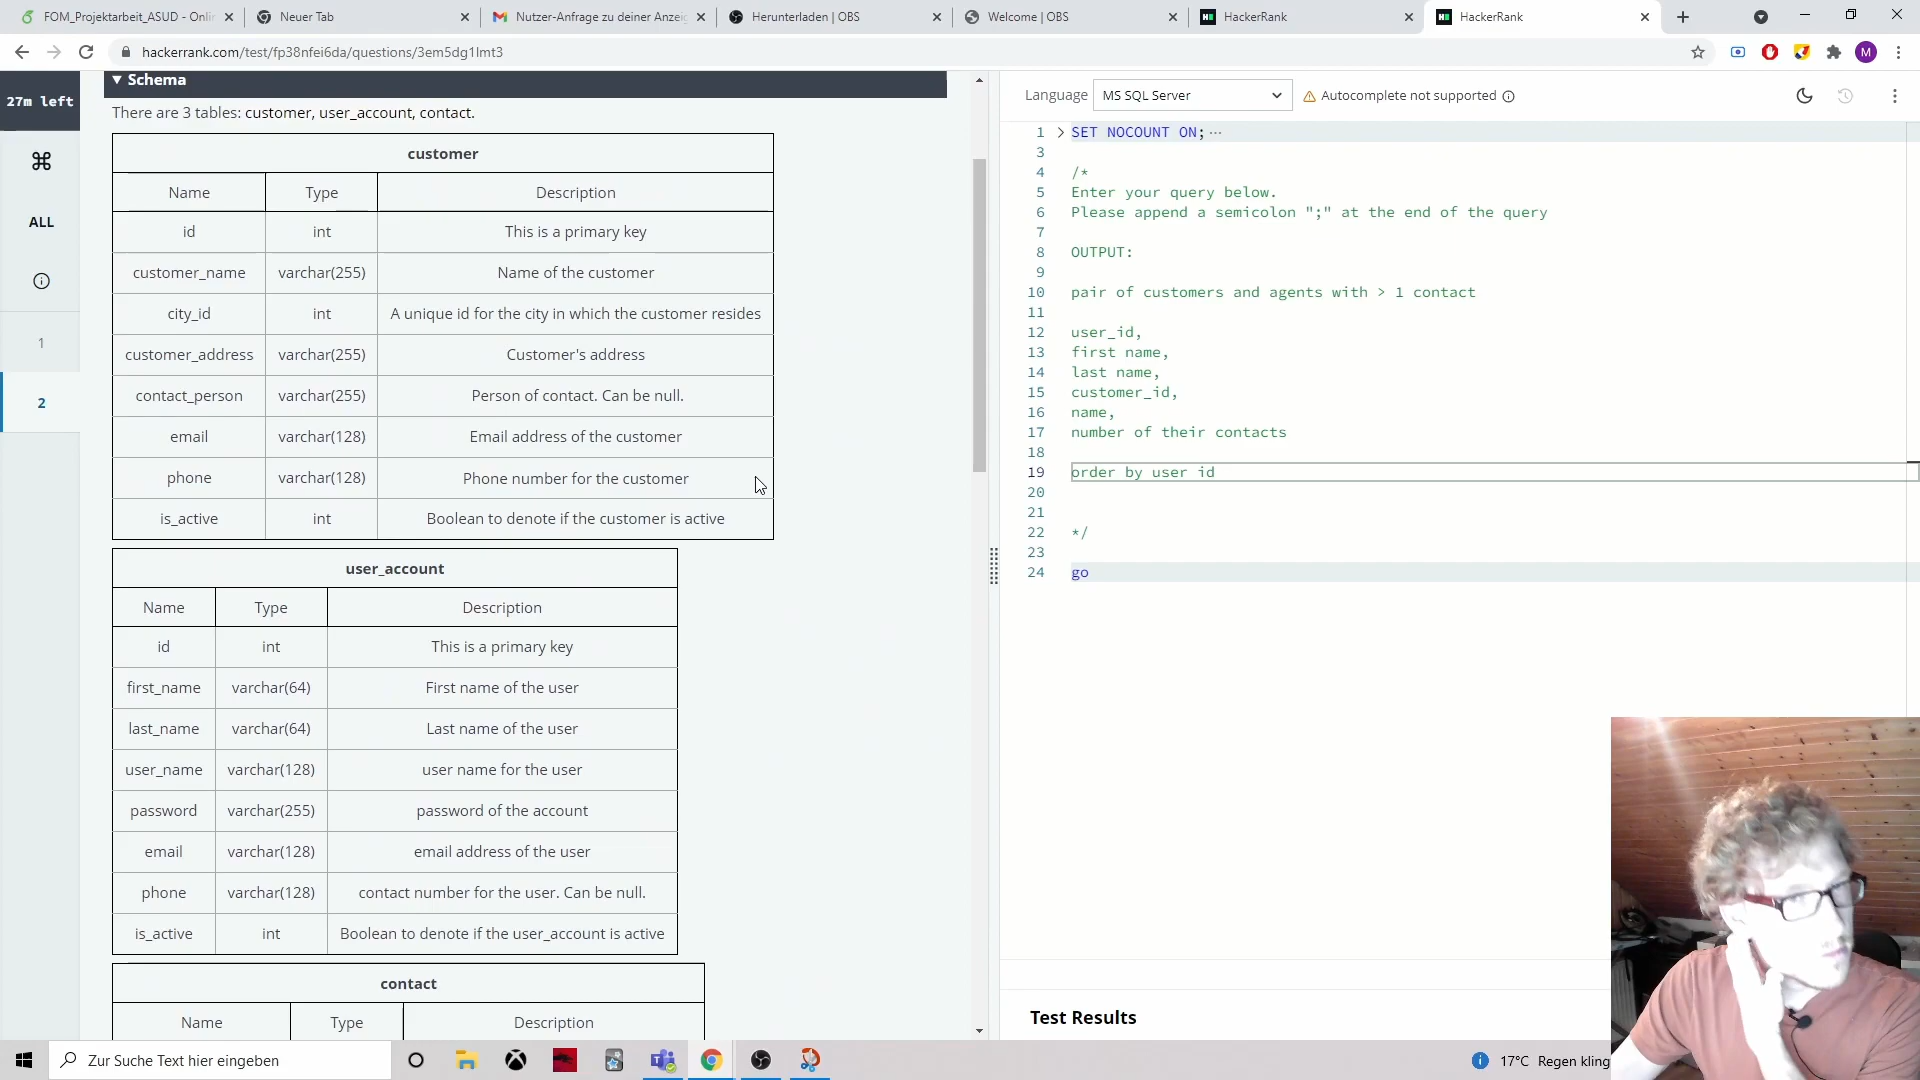 FOM_Projektarbeit_ASUD - Onli
Neuer Tab
Nutzer-Anfrage zu deiner Anzeig
Herunterladen | OBS
Welcome | OBS
HackerRank
HackerRank
hackerrank.com/test/fp38nfei6da/questions/3em5dg1lmt3
M
27m left
ALL
1
2
Schema
There are 3 tables: customer, user_account, contact.
customer
Name Type Description
id int This is a primary key
customer_name varchar(255) Name of the customer
city_id int A unique id for the city in which the customer resides
customer_address varchar(255) Customer's address
contact_person varchar(255) Person of contact. Can be null.
email varchar(128) Email address of the customer
phone varchar(128) Phone number for the customer
is_active int Boolean to denote if the customer is active
user_account
Name Type Description
id int This is a primary key
first_name varchar(64) First name of the user
last_name varchar(64) Last name of the user
user_name varchar(128) user name for the user
password varchar(255) password of the account
email varchar(128) email address of the user
phone varchar(128) contact number for the user. Can be null.
is_active int Boolean to denote if the user_account is active
contact
Name Type Description
Language MS SQL Server Autocomplete not supported
1 SET NOCOUNT ON; ...
3
4 /*
5 Enter your query below.
6 Please append a semicolon ";" at the end of the query
7
8 OUTPUT:
9
10 pair of customers and agents with > 1 contact
11
12 user_id,
13 first name,
14 last name,
15 customer_id,
16 name,
17 number of their contacts
18
19 order by user id
20
21
22 */
23
24 go
Test Results
Zur Suche Text hier eingeben
17°C Regen kling